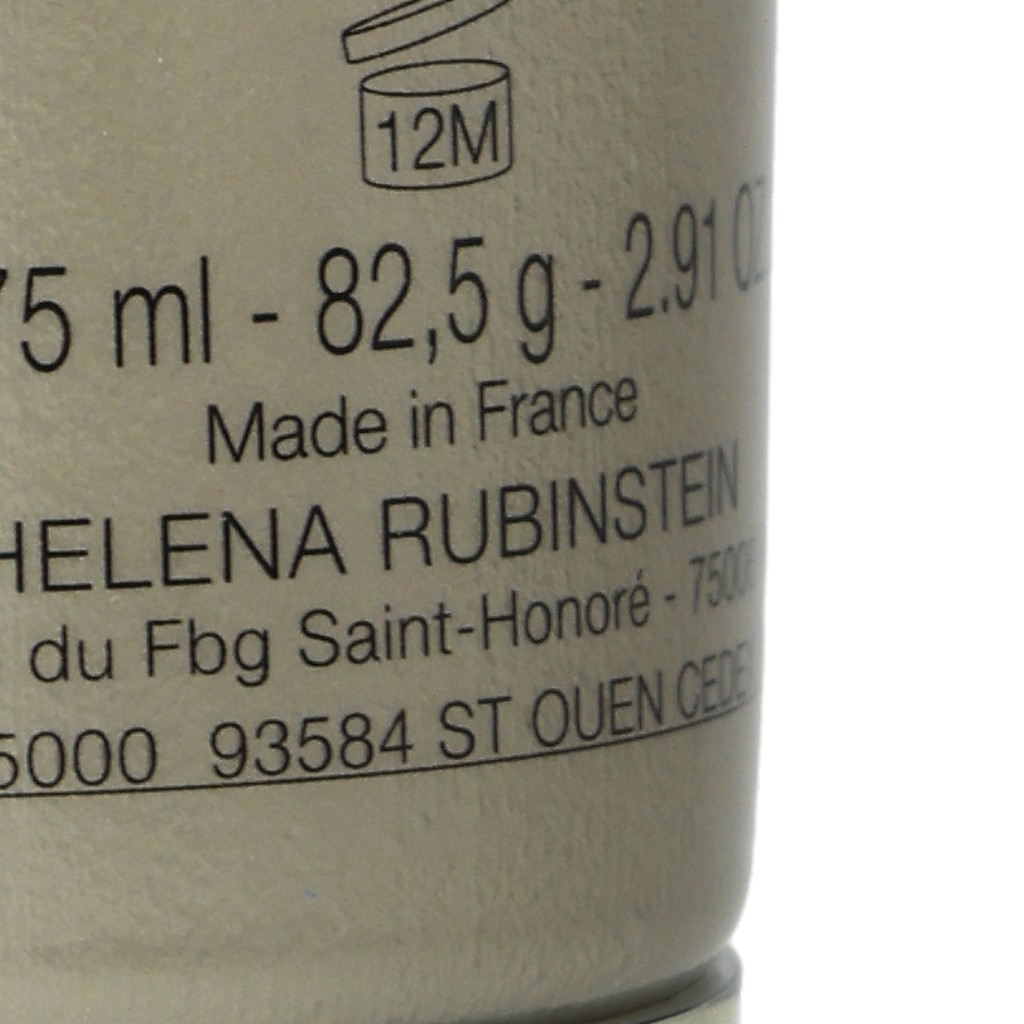 12M
75 ml - 82,5 g - 2.91 OZ
Made in France
HELENA RUBINSTEIN
du Fbg Saint-Honoré -
93584 ST OUEN